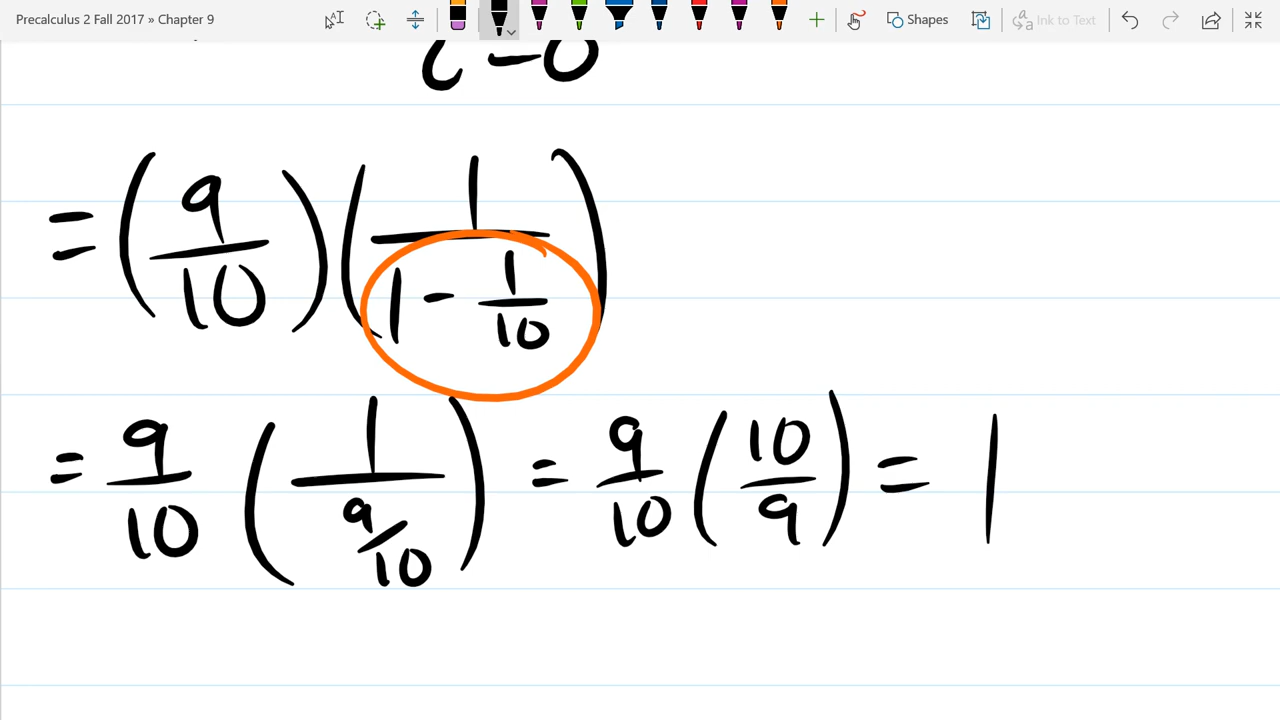 Precalculus 2 Fall 2017 » Chapter 9 Shapes Ink to Text
= (9/10)(1/(1 - 1/10))
= 9/10 (1/(9/10)) = 9/10 (10/9) = 1